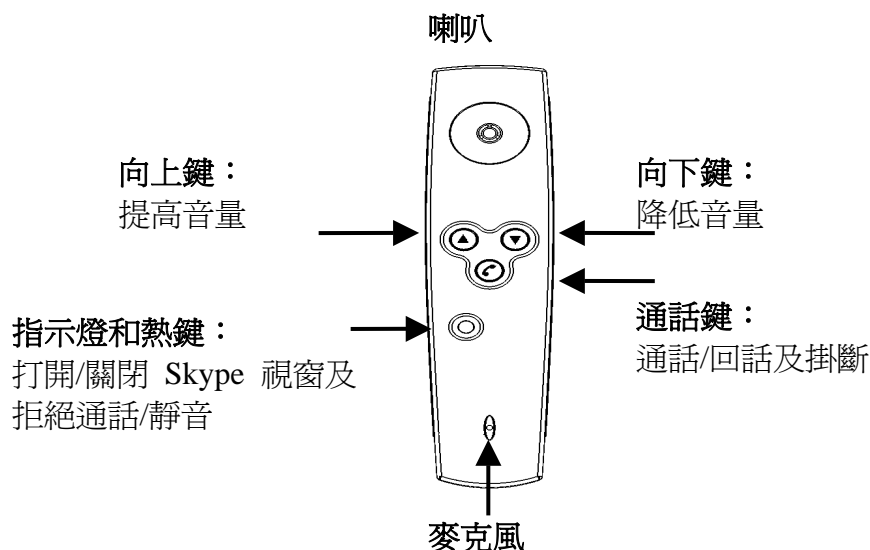 喇叭
向上鍵：
提高音量
向下鍵：
降低音量
指示燈和熱鍵：
打開/關閉 Skype 視窗及
拒絕通話/靜音
通話鍵：
通話/回話及掛斷
麥克風